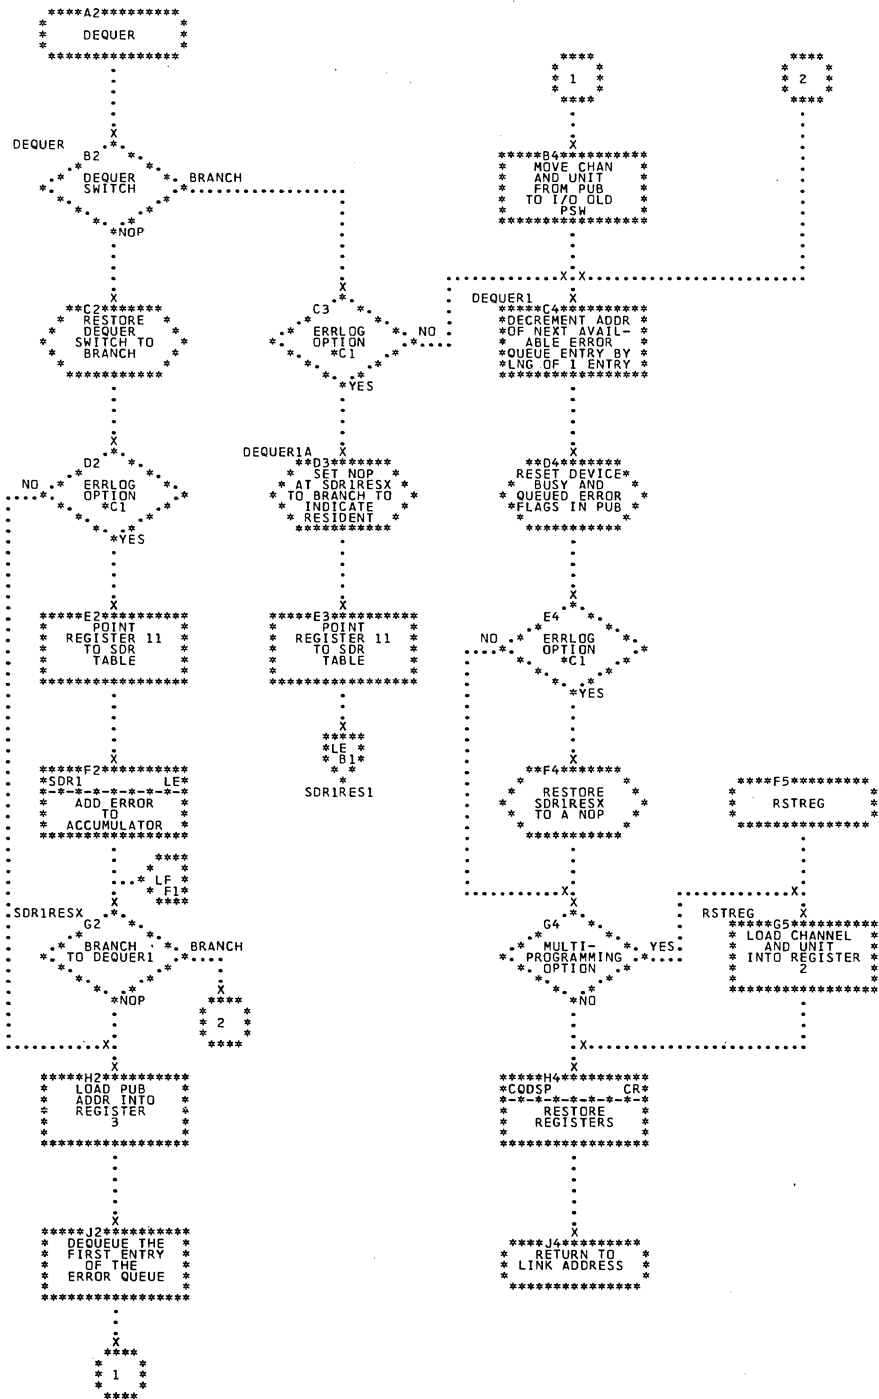 A2
DEQUER
1
2
DEQUER
B2
DEQUER
SWITCH
BRANCH
NOP
B4
MOVE CHAN
AND UNIT
FROM PUB
TO I/O OLD
PSW
C2
RESTORE
DEQUER
SWITCH TO
BRANCH
C3
ERRLOG
OPTION
*C1
NO
YES
DEQUER1
C4
DECREMENT ADDR
OF NEXT AVAIL-
ABLE ERROR
QUEUE ENTRY BY
LNG OF 1 ENTRY
D2
NO
ERRLOG
OPTION
*C1
YES
DEQUER1A
D3
SET NOP
AT SDR1RESX
TO BRANCH TO
INDICATE
RESIDENT
D4
RESET DEVICE
BUSY AND
QUEUED ERROR
FLAGS IN PUB
E2
POINT
REGISTER 11
TO SDR
TABLE
E3
POINT
REGISTER 11
TO SDR
TABLE
E4
NO
ERRLOG
OPTION
*C1
YES
LE
B1
SDR1RES1
F2
SDR1 LE
ADD ERROR
TO
ACCUMULATOR
F4
RESTORE
SDR1RESX
TO A NOP
F5
RSTREG
LF
F1
SDR1RESX
G2
BRANCH
TO DEQUER1
BRANCH
NOP
2
G4
MULTI-
PROGRAMMING
OPTION
YES
NO
RSTREG
G5
LOAD CHANNEL
AND UNIT
INTO REGISTER
2
H2
LOAD PUB
ADDR INTO
REGISTER
3
H4
CQDSP CR
RESTORE
REGISTERS
J2
DEQUEUE THE
FIRST ENTRY
OF THE
ERROR QUEUE
J4
RETURN TO
LINK ADDRESS
1